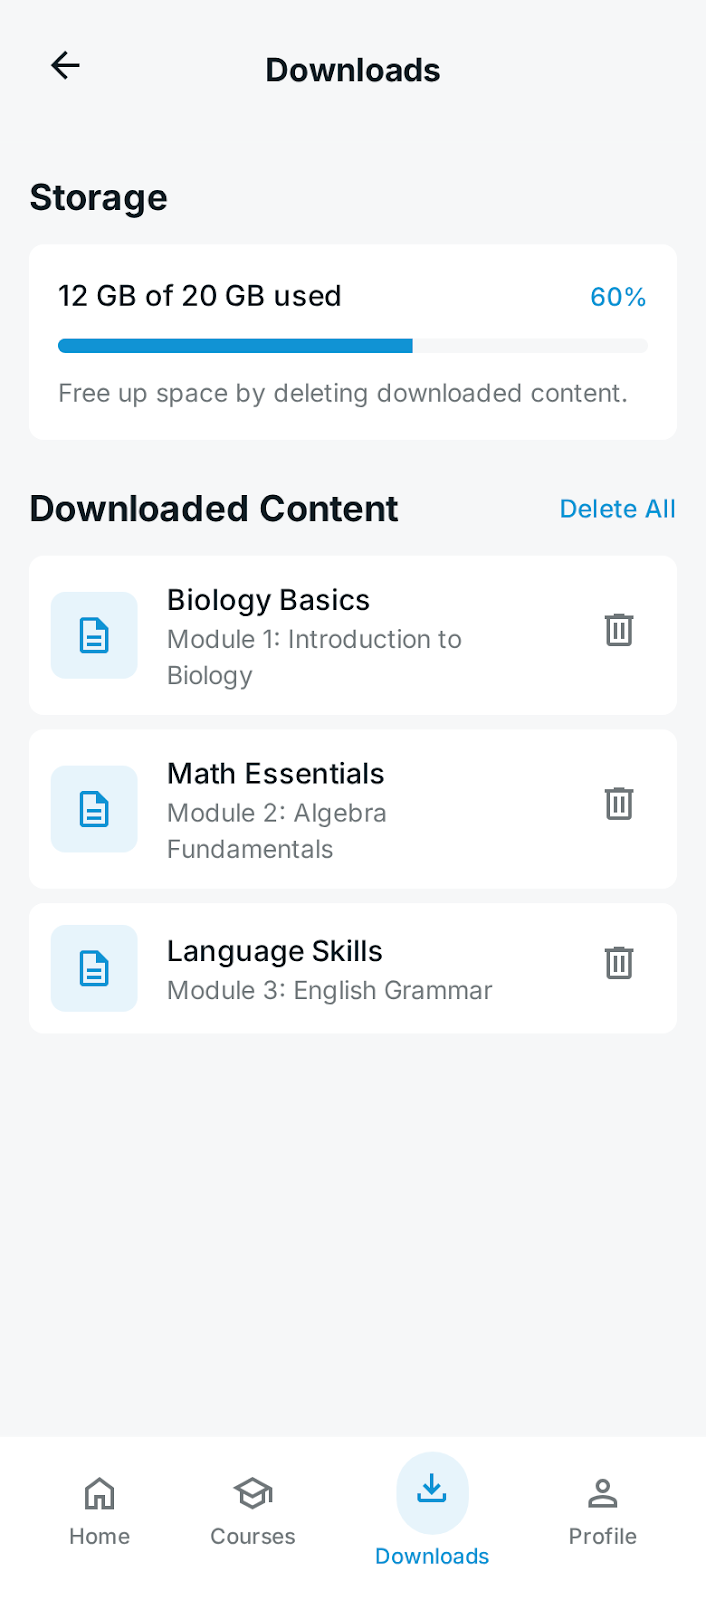 Downloads
Storage
12 GB of 20 GB used
60%
Free up space by deleting downloaded content.
Downloaded Content
Delete All
Biology Basics
Module 1: Introduction to
Biology
Math Essentials
Module 2: Algebra
Fundamentals
Language Skills
Module 3: English Grammar
Home
Courses
Downloads
Profile